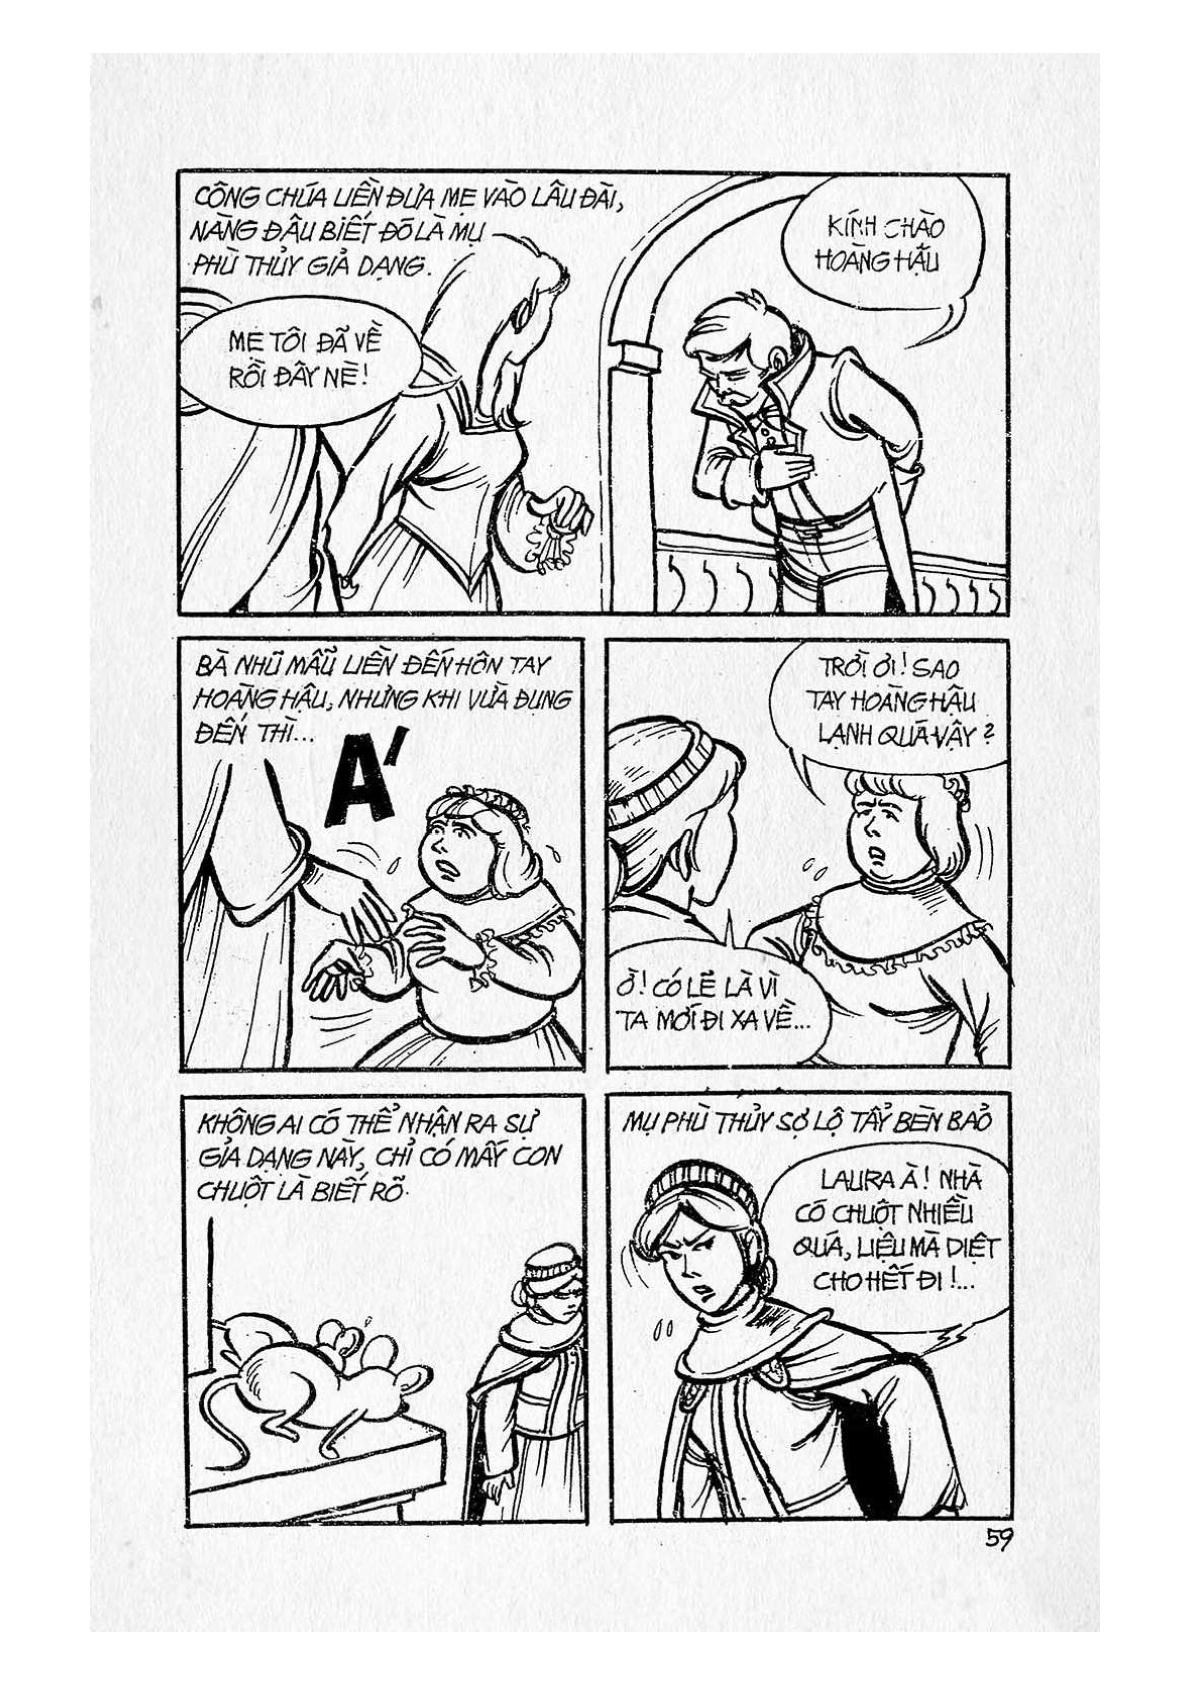 CÔNG CHÚA LIỀN ĐƯA MẸ VÀO LÂU ĐÀI,
NÀNG ĐÂU BIẾT ĐÓ LÀ MỤ
PHÙ THỦY GIẢ DẠNG.
MẸ TÔI ĐÃ VỀ
RỒI ĐÂY NÈ!
KÍNH CHÀO
HOÀNG HẬU
BÀ NHŨ MẪU LIỀN ĐẾN HÔN TAY
HOÀNG HẬU, NHƯNG KHI VỪA ĐỤNG
ĐẾN THÌ...
Á
TRỜI ƠI! SAO
TAY HOÀNG HẬU
LẠNH QUÁ VẬY?
Ờ! CÓ LẼ LÀ VÌ
TA MỚI ĐI XA VỀ...
KHÔNG AI CÓ THỂ NHẬN RA SỰ
GIẢ DẠNG NÀY, CHỈ CÓ MẤY CON
CHUỘT LÀ BIẾT RÕ.
MỤ PHÙ THỦY SỢ LỘ TẨY BÈN BẢO
LAURA À! NHÀ
CÓ CHUỘT NHIỀU
QUÁ, LIỆU MÀ DIỆT
CHO HẾT ĐI!...
59